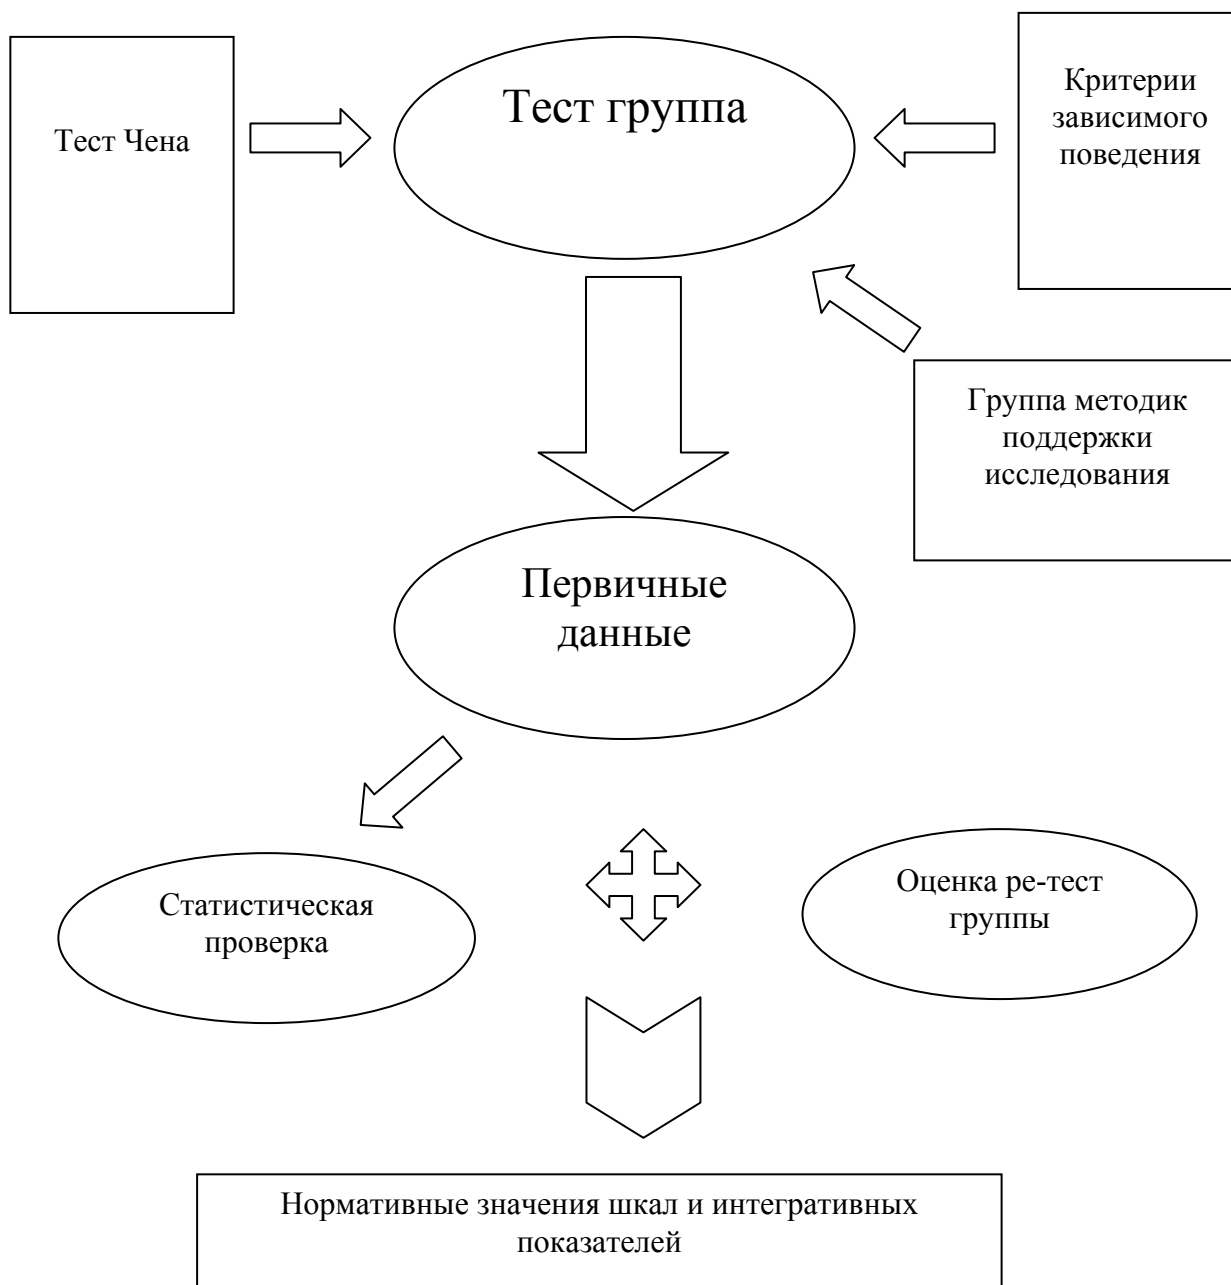 Тест Чена
Тест группа
Критерии
зависимого
поведения
Группа методик
поддержки
исследования
Первичные
данные
Статистическая
проверка
Оценка ре-тест
группы
Нормативные значения шкал и интегративных
показателей